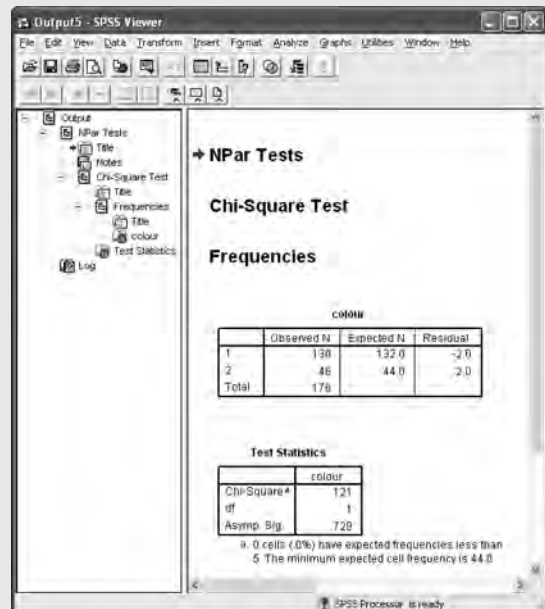 Output5 - SPSS Viewer
File Edit View Data Transform Insert Format Analyze Graphs Utilities Window Help
Output
NPar Tests
Title
Notes
Chi-Square Test
Title
Frequencies
Title
colour
Test Statistics
Log
NPar Tests
Chi-Square Test
Frequencies
colour
Observed N Expected N Residual
1 130 132.0 -2.0
2 46 44.0 2.0
Total 176
Test Statistics
colour
Chi-Square a .121
df 1
Asymp. Sig. .728
a. 0 cells (.0%) have expected frequencies less than
5. The minimum expected cell frequency is 44.0
SPSS Processor is ready